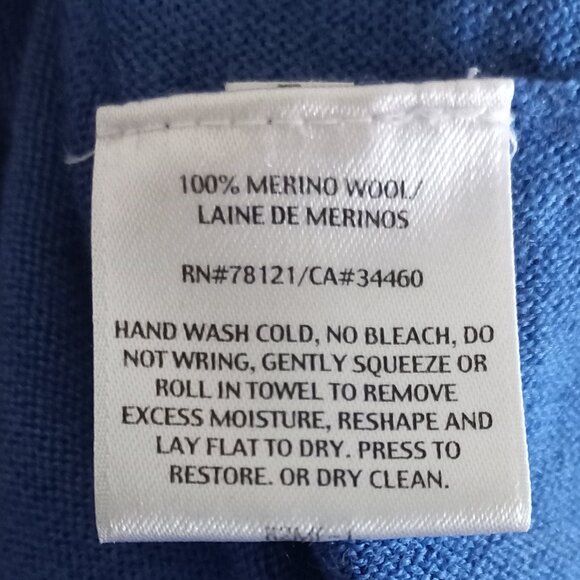 100% MERINO WOOL/
LAINE DE MERINOS
RN#78121/CA#34460
HAND WASH COLD, NO BLEACH, DO
NOT WRING, GENTLY SQUEEZE OR
ROLL IN TOWEL TO REMOVE
EXCESS MOISTURE, RESHAPE AND
LAY FLAT TO DRY. PRESS TO
RESTORE. OR DRY CLEAN.